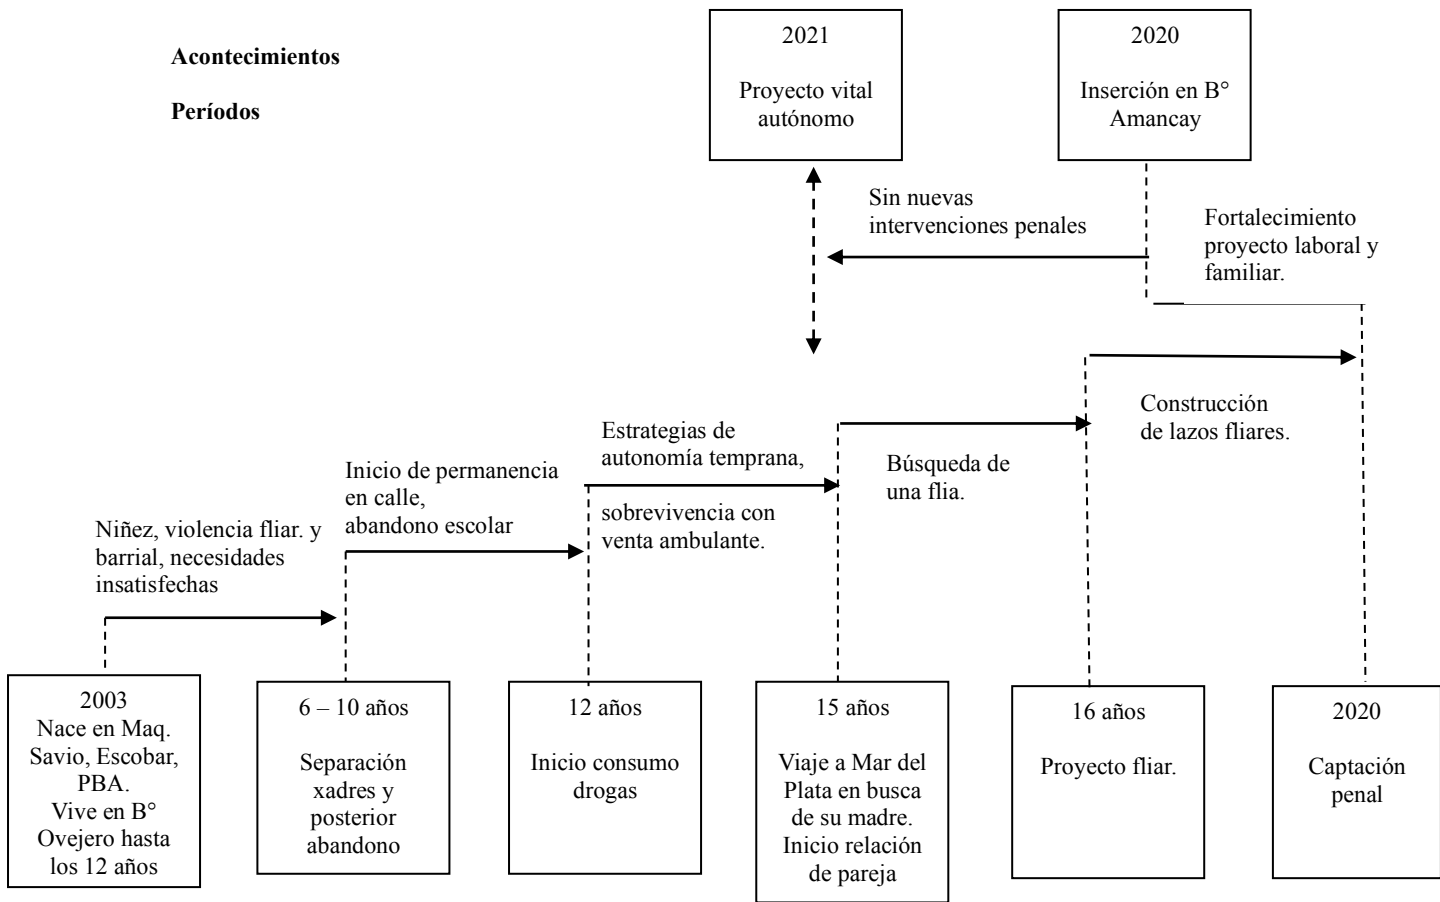 Acontecimientos
Períodos
2021
Proyecto vital
autónomo
2020
Inserción en B°
Amancay
Sin nuevas
intervenciones penales
Fortalecimiento
proyecto laboral y
familiar.
Construcción
de lazos fliares.
Búsqueda de
una flia.
Estrategias de
autonomía temprana,
sobrevivencia con
venta ambulante.
Inicio de permanencia
en calle,
abandono escolar
Niñez, violencia fliar. y
barrial, necesidades
insatisfechas
2003
Nace en Maq.
Savio, Escobar,
PBA.
Vive en B°
Ovejero hasta
los 12 años
6 – 10 años
Separación
xadres y
posterior
abandono
12 años
Inicio consumo
drogas
15 años
Viaje a Mar del
Plata en busca
de su madre.
Inicio relación
de pareja
16 años
Proyecto fliar.
2020
Captación
penal